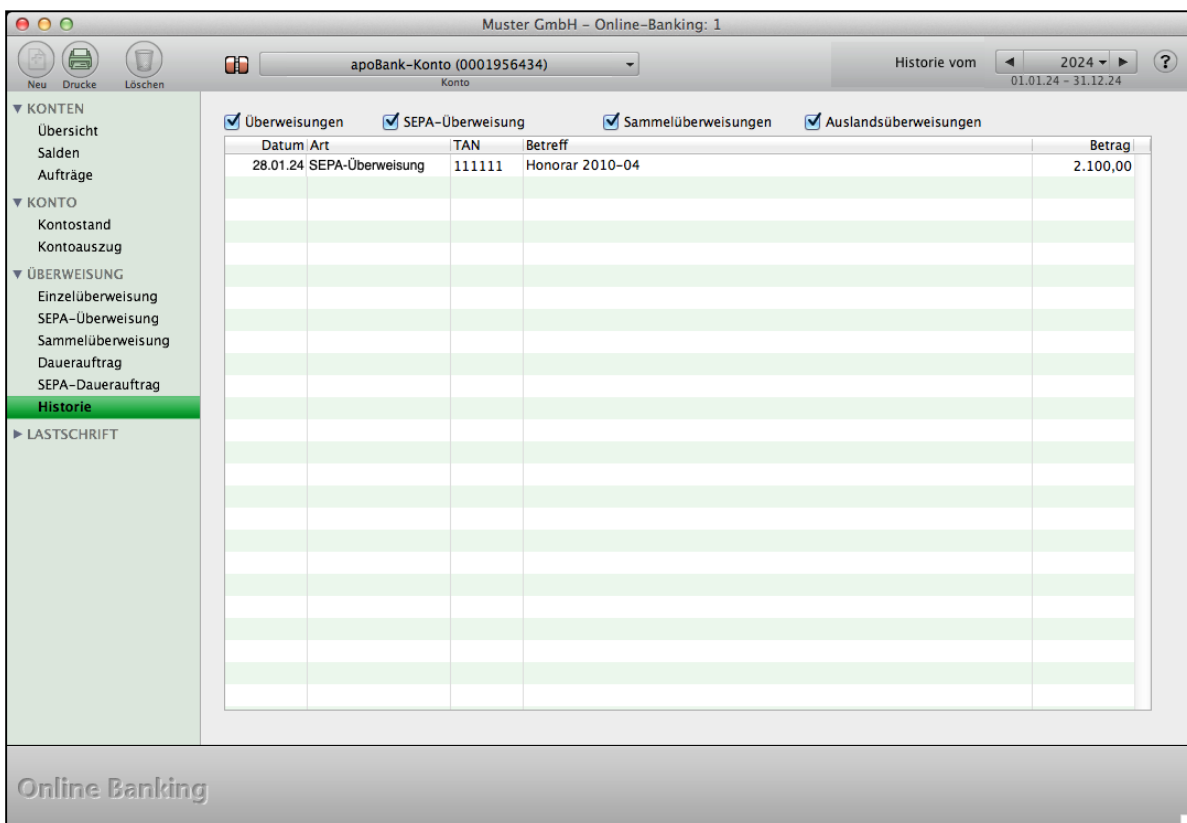 Muster GmbH – Online-Banking: 1
Neu Drucke Löschen
apoBank-Konto (0001956434)
Konto
Historie vom
2024
01.01.24 – 31.12.24
?
KONTEN
Übersicht
Salden
Aufträge
KONTO
Kontostand
Kontoauszug
ÜBERWEISUNG
Einzelüberweisung
SEPA-Überweisung
Sammelüberweisung
Dauerauftrag
SEPA-Dauerauftrag
Historie
LASTSCHRIFT
Überweisungen SEPA-Überweisung Sammelüberweisungen Auslandsüberweisungen
Datum Art TAN Betreff Betrag
28.01.24 SEPA-Überweisung 111111 Honorar 2010-04 2.100,00
Online Banking